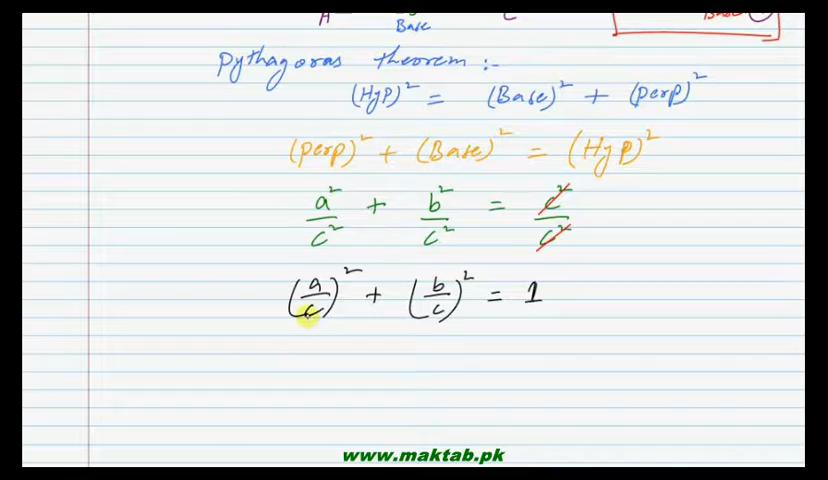 A C
Base
Base
Pythagoras theorem :-
(Hyp)² = (Base)² + (perp)²
(perp)² + (Base)² = (Hyp)²
a²/c² + b²/c² = c²/c²
(a/c)² + (b/c)² = 1
www.maktab.pk